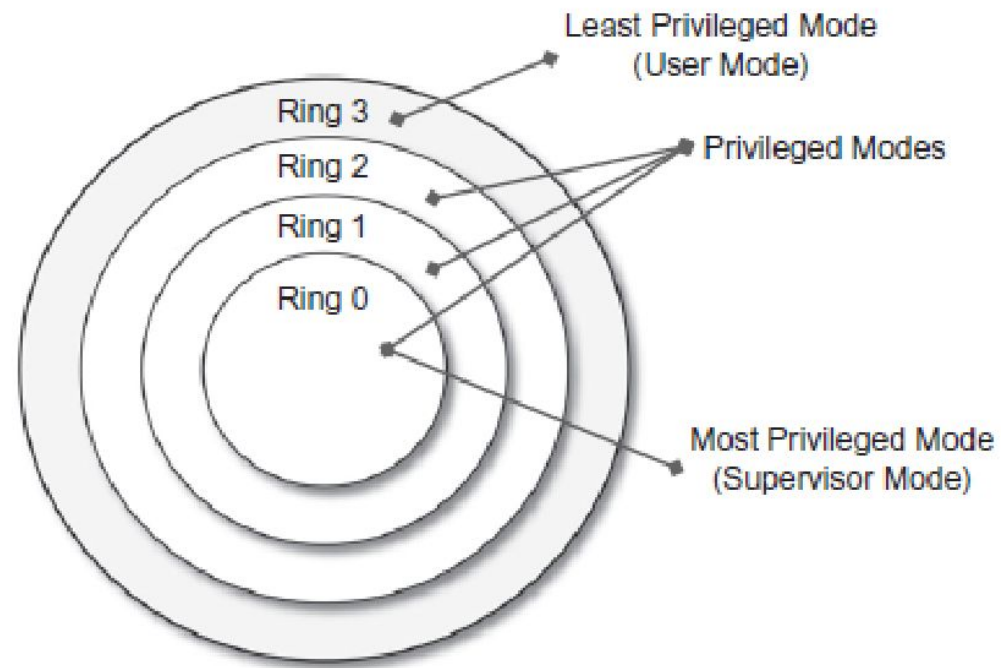 Least Privileged Mode
(User Mode)
Ring 3
Privileged Modes
Ring 2
Ring 1
Ring 0
Most Privileged Mode
(Supervisor Mode)